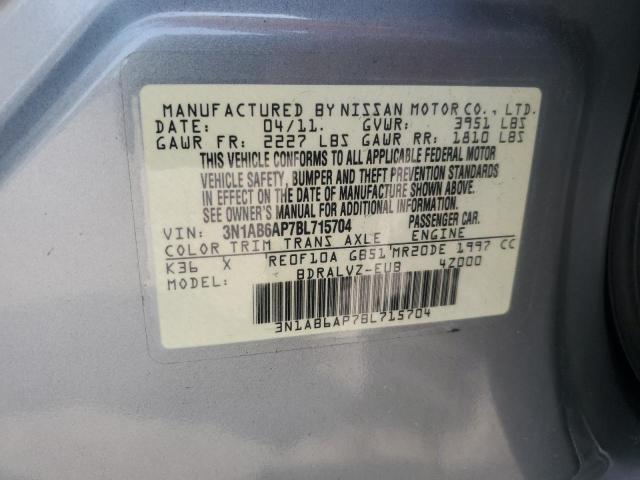 MANUFACTURED BY NISSAN MOTOR CO., LTD.
DATE: 04/11. GVWR: 3951 LBS
GAWR FR: 2227 LBS GAWR RR: 1810 LBS
THIS VEHICLE CONFORMS TO ALL APPLICABLE FEDERAL MOTOR
VEHICLE SAFETY, BUMPER AND THEFT PREVENTION STANDARDS
IN EFFECT ON THE DATE OF MANUFACTURE SHOWN ABOVE.
SEE OWNER'S MANUAL FOR ADDITIONAL INFORMATION.
VIN: 3N1AB6AP7BL715704 PASSENGER CAR.
COLOR TRIM TRANS AXLE ENGINE
K36 X RE0F10A GB51 MR20DE 1997 CC
MODEL: BDRALVZ-EUB 4Z000
3N1AB6AP7BL715704